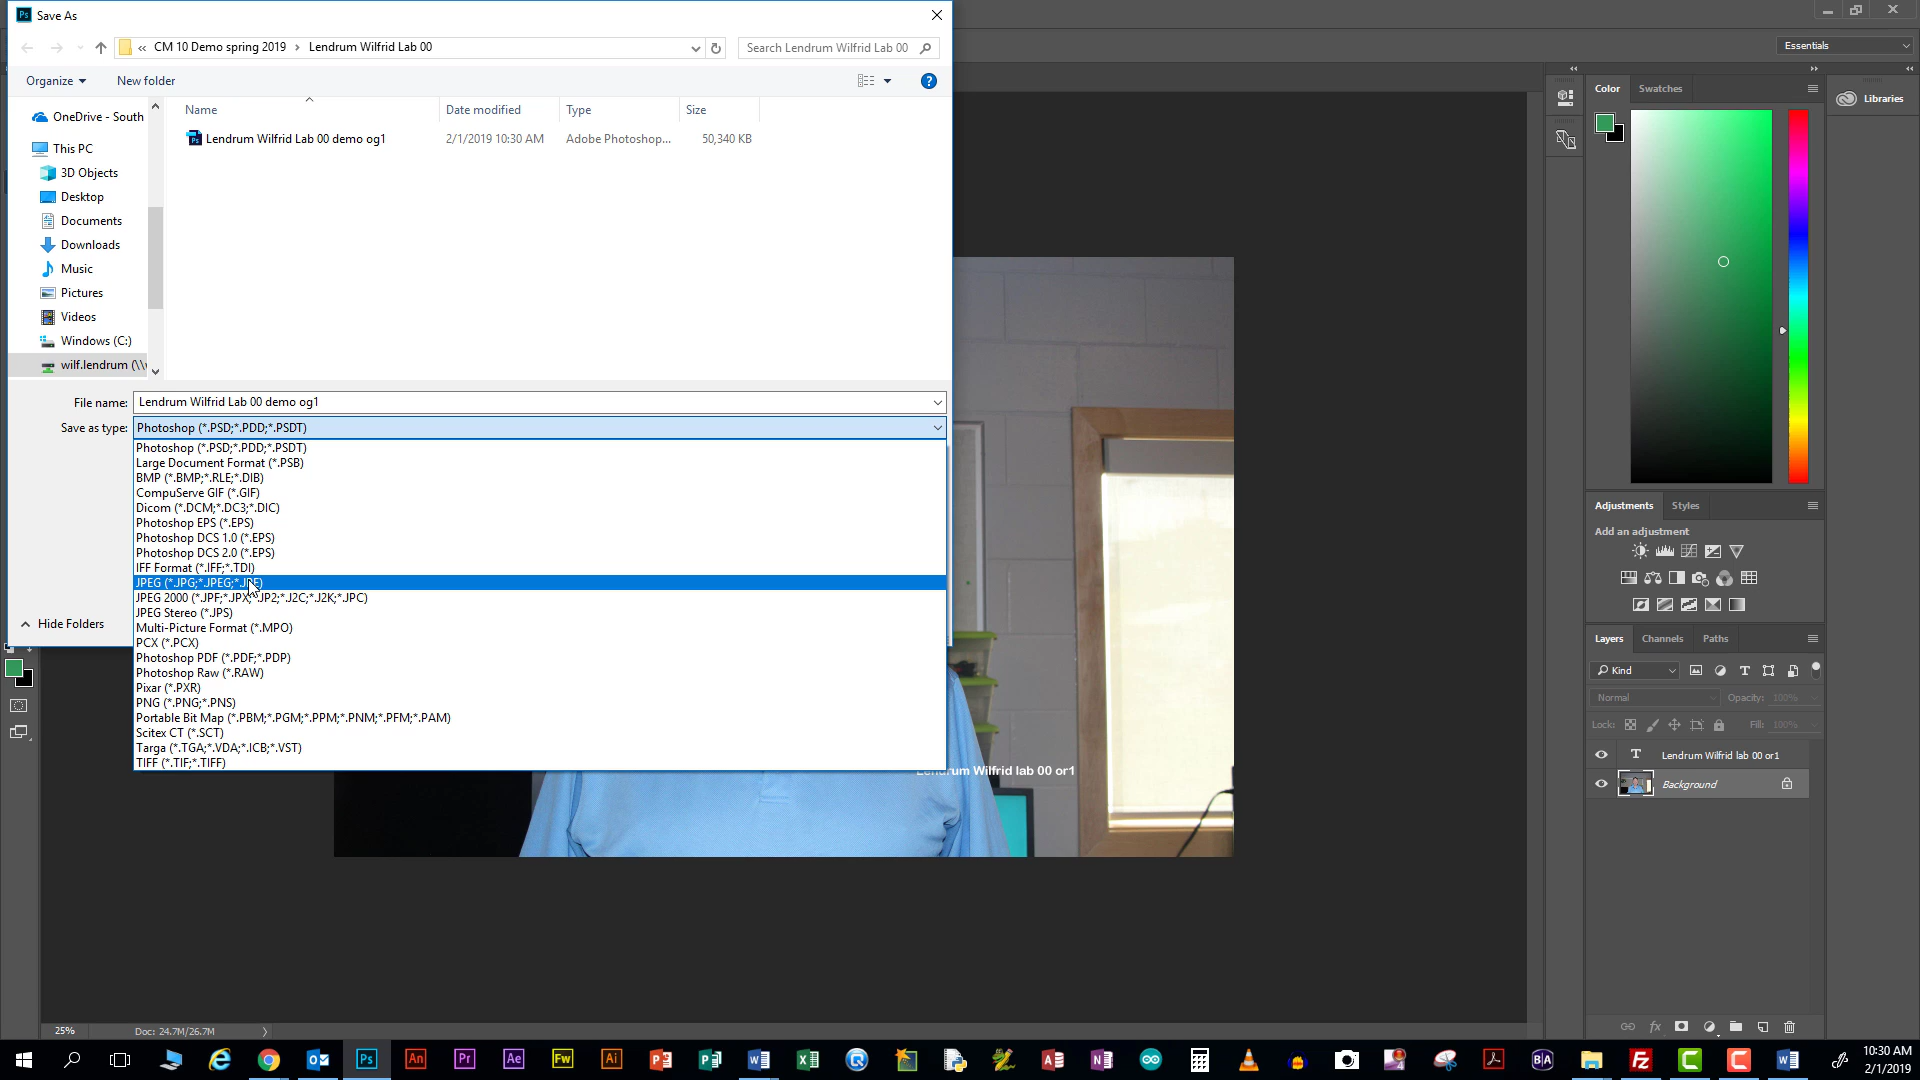 Save As
« CM 10 Demo spring 2019 › Lendrum Wilfrid Lab 00
Search Lendrum Wilfrid Lab 00
Organize
New folder
Name
Date modified
Type
Size
Lendrum Wilfrid Lab 00 demo og1
2/1/2019 10:30 AM
Adobe Photoshop...
50,340 KB
OneDrive - South
This PC
3D Objects
Desktop
Documents
Downloads
Music
Pictures
Videos
Windows (C:)
wilf.lendrum (\\
File name: Lendrum Wilfrid Lab 00 demo og1
Save as type: Photoshop (*.PSD;*.PDD;*.PSDT)
Photoshop (*.PSD;*.PDD;*.PSDT)
Large Document Format (*.PSB)
BMP (*.BMP;*.RLE;*.DIB)
CompuServe GIF (*.GIF)
Dicom (*.DCM;*.DC3;*.DIC)
Photoshop EPS (*.EPS)
Photoshop DCS 1.0 (*.EPS)
Photoshop DCS 2.0 (*.EPS)
IFF Format (*.IFF;*.TDI)
JPEG (*.JPG;*.JPEG;*.JPE)
JPEG 2000 (*.JPF;*.JPX;*.JP2;*.J2C;*.J2K;*.JPC)
JPEG Stereo (*.JPS)
Multi-Picture Format (*.MPO)
PCX (*.PCX)
Photoshop PDF (*.PDF;*.PDP)
Photoshop Raw (*.RAW)
Pixar (*.PXR)
PNG (*.PNG;*.PNS)
Portable Bit Map (*.PBM;*.PGM;*.PPM;*.PNM;*.PFM;*.PAM)
Scitex CT (*.SCT)
Targa (*.TGA;*.VDA;*.ICB;*.VST)
TIFF (*.TIF;*.TIFF)
Hide Folders
Lendrum Wilfrid lab 00 or1
Essentials
Color
Swatches
Libraries
Adjustments
Styles
Add an adjustment
Layers
Channels
Paths
Kind
Normal
Opacity: 100%
Lock:
Fill: 100%
Lendrum Wilfrid lab 00 or1
Background
25%
Doc: 24.7M/26.7M
Ps
An
Pr
Ae
Fw
Ai
10:30 AM
2/1/2019